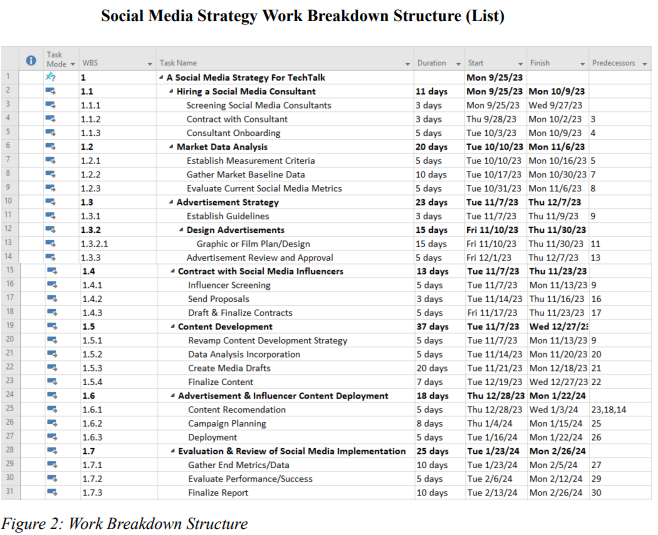 Social Media Strategy Work Breakdown Structure (List)
Task Mode WBS Task Name Duration Start Finish Predecessors
1 1 A Social Media Strategy For TechTalk Mon 9/25/23
2 1.1 Hiring a Social Media Consultant 11 days Mon 9/25/23 Mon 10/9/23
3 1.1.1 Screening Social Media Consultants 3 days Mon 9/25/23 Wed 9/27/23
4 1.1.2 Contract with Consultant 3 days Thu 9/28/23 Mon 10/2/23 3
5 1.1.3 Consultant Onboarding 5 days Tue 10/3/23 Mon 10/9/23 4
6 1.2 Market Data Analysis 20 days Tue 10/10/23 Mon 11/6/23
7 1.2.1 Establish Measurement Criteria 5 days Tue 10/10/23 Mon 10/16/23 5
8 1.2.2 Gather Market Baseline Data 10 days Tue 10/17/23 Mon 10/30/23 7
9 1.2.3 Evaluate Current Social Media Metrics 5 days Tue 10/31/23 Mon 11/6/23 8
10 1.3 Advertisement Strategy 23 days Tue 11/7/23 Thu 12/7/23
11 1.3.1 Establish Guidelines 3 days Tue 11/7/23 Thu 11/9/23 9
12 1.3.2 Design Advertisements 15 days Fri 11/10/23 Thu 11/30/23
13 1.3.2.1 Graphic or Film Plan/Design 15 days Fri 11/10/23 Thu 11/30/23 11
14 1.3.3 Advertisement Review and Approval 5 days Fri 12/1/23 Thu 12/7/23 13
15 1.4 Contract with Social Media Influencers 13 days Tue 11/7/23 Thu 11/23/23
16 1.4.1 Influencer Screening 5 days Tue 11/7/23 Mon 11/13/23 9
17 1.4.2 Send Proposals 3 days Tue 11/14/23 Thu 11/16/23 16
18 1.4.3 Draft & Finalize Contracts 5 days Fri 11/17/23 Thu 11/23/23 17
19 1.5 Content Development 37 days Tue 11/7/23 Wed 12/27/23
20 1.5.1 Revamp Content Development Strategy 5 days Tue 11/7/23 Mon 11/13/23 9
21 1.5.2 Data Analysis Incorporation 5 days Tue 11/14/23 Mon 11/20/23 20
22 1.5.3 Create Media Drafts 20 days Tue 11/21/23 Mon 12/18/23 21
23 1.5.4 Finalize Content 7 days Tue 12/19/23 Wed 12/27/23 22
24 1.6 Advertisement & Influencer Content Deployment 18 days Thu 12/28/23 Mon 1/22/24
25 1.6.1 Content Recomendation 5 days Thu 12/28/23 Wed 1/3/24 23,18,14
26 1.6.2 Campaign Planning 8 days Thu 1/4/24 Mon 1/15/24 25
27 1.6.3 Deployment 5 days Tue 1/16/24 Mon 1/22/24 26
28 1.7 Evaluation & Review of Social Media Implementation 25 days Tue 1/23/24 Mon 2/26/24
29 1.7.1 Gather End Metrics/Data 10 days Tue 1/23/24 Mon 2/5/24 27
30 1.7.2 Evaluate Performance/Success 5 days Tue 2/6/24 Mon 2/12/24 29
31 1.7.3 Finalize Report 10 days Tue 2/13/24 Mon 2/26/24 30
Figure 2: Work Breakdown Structure